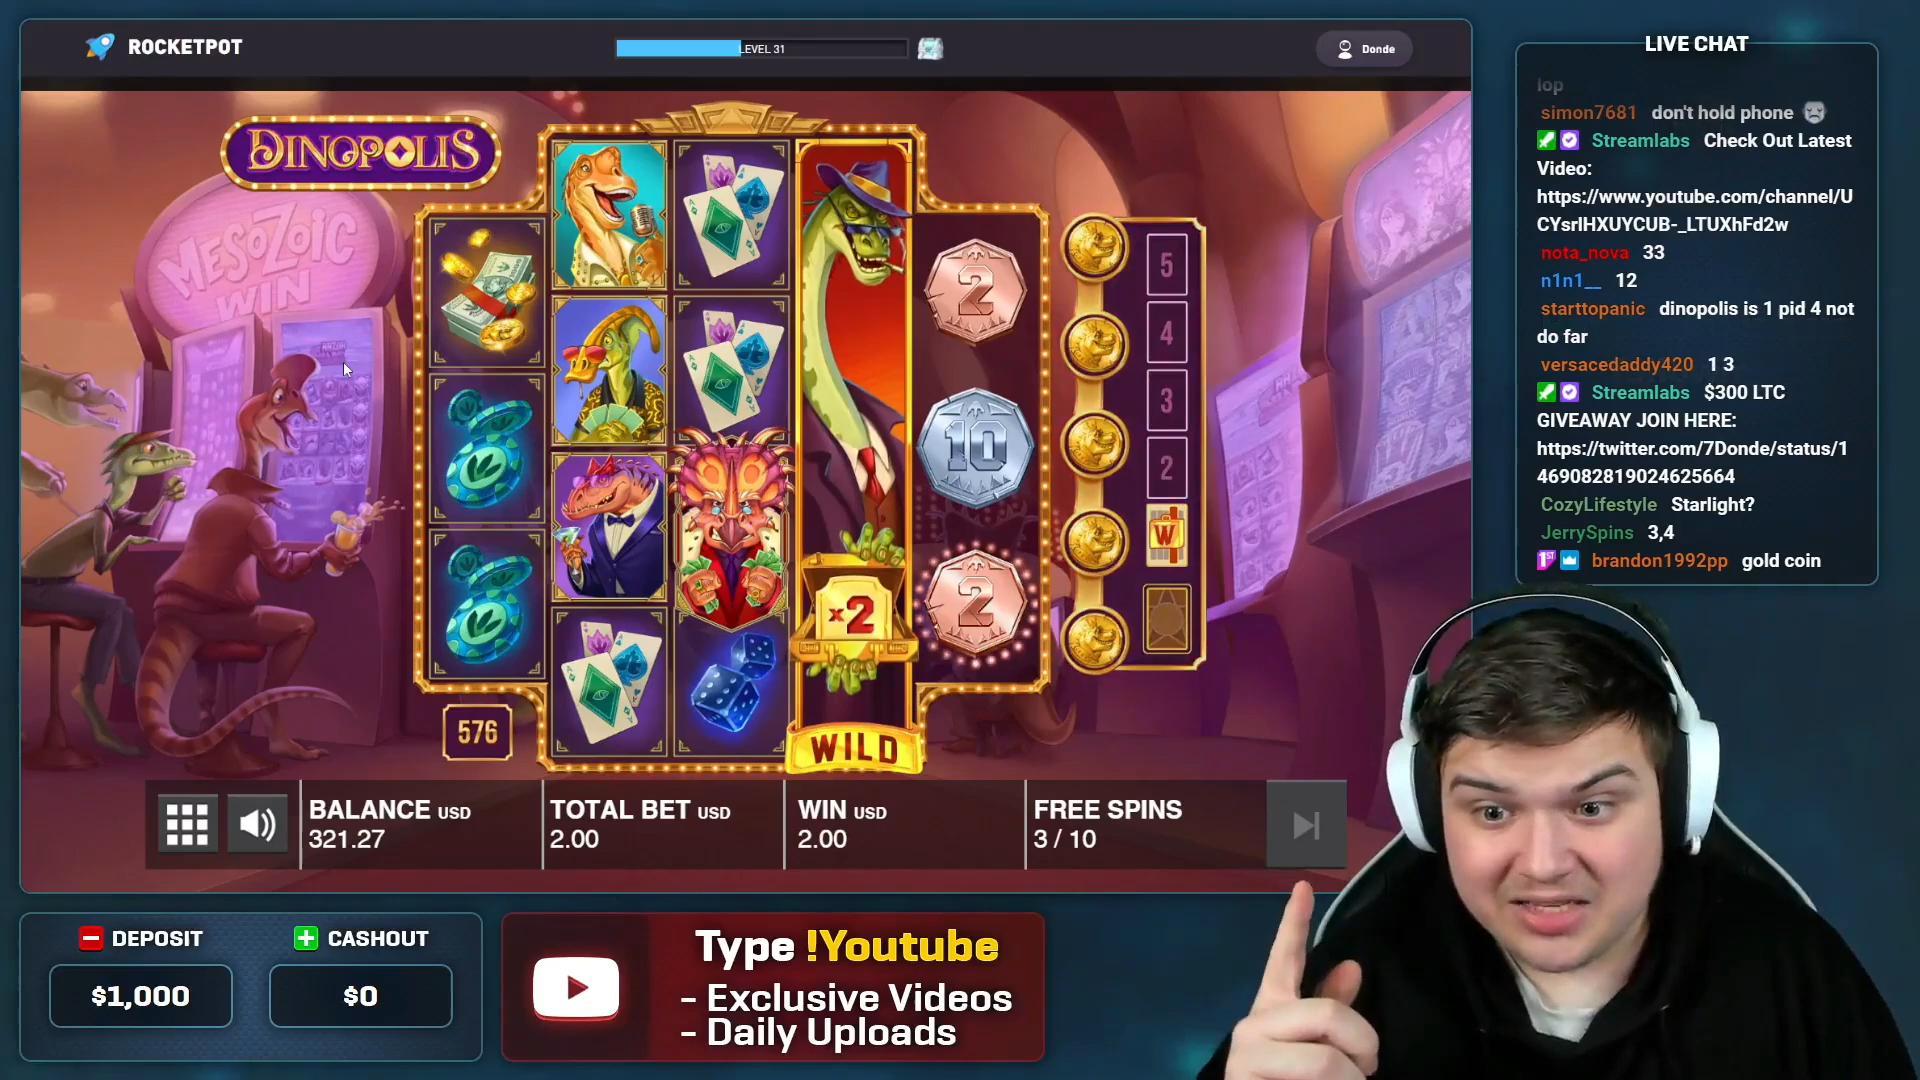 ROCKETPOT
LEVEL 31
Donde
LIVE CHAT
lop
simon7681 don't hold phone
Streamlabs Check Out Latest
Video:
https://www.youtube.com/channel/U
CYsrlHXUYCUB-_LTUXhFd2w
nota_nova 33
n1n1__ 12
starttopanic dinopolis is 1 pid 4 not
do far
versacedaddy420 1 3
Streamlabs $300 LTC
GIVEAWAY JOIN HERE:
https://twitter.com/7Donde/status/1
469082819024625664
CozyLifestyle Starlight?
JerrySpins 3,4
1ST brandon1992pp gold coin
DINOPOLIS
MESOZOIC
WIN
2
10
2
5
4
3
2
W
x2
WILD
576
BALANCE USD
321.27
TOTAL BET USD
2.00
WIN USD
2.00
FREE SPINS
3 / 10
DEPOSIT
$1,000
CASHOUT
$0
Type !Youtube
- Exclusive Videos
- Daily Uploads